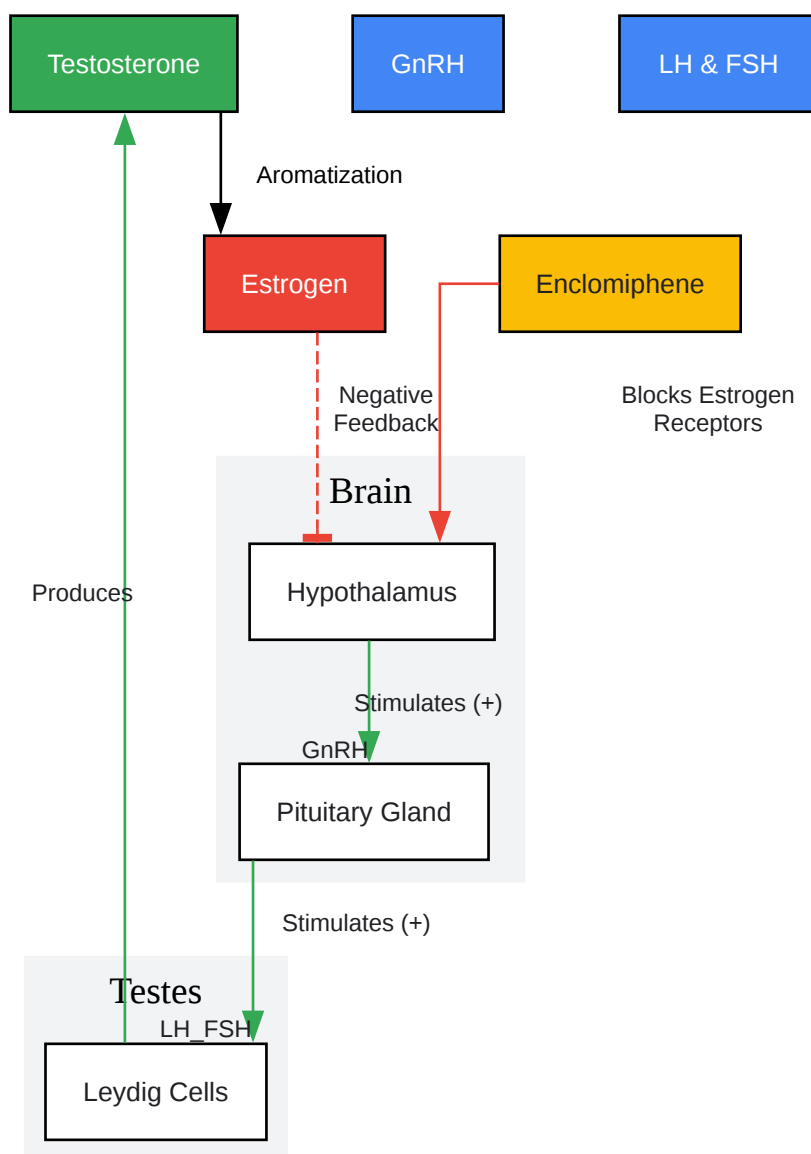 Testosterone
GnRH
LH & FSH
Aromatization
Estrogen
Enclomiphene
Negative
Feedback
Blocks Estrogen
Receptors
Brain
Hypothalamus
Produces
Stimulates (+)
GnRH
Pituitary Gland
Stimulates (+)
Testes
LH_FSH
Leydig Cells